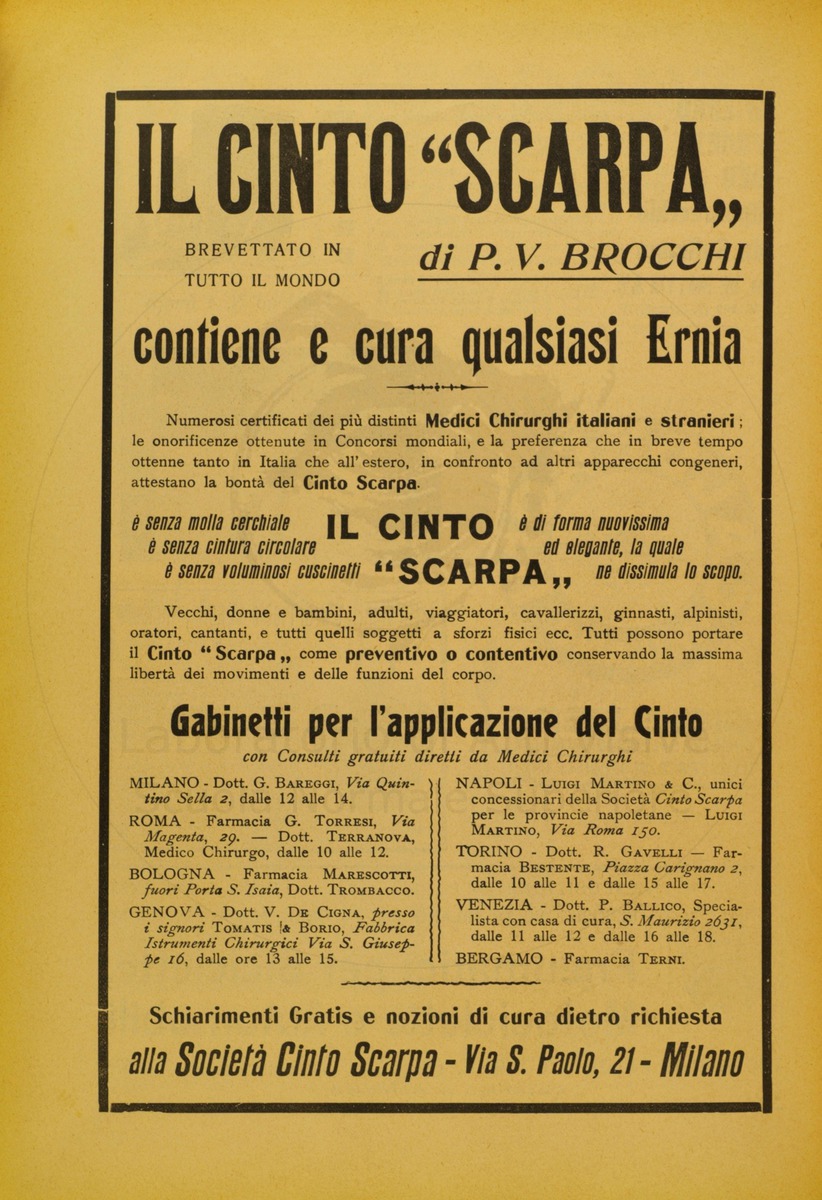 IL CINTO “SCARPA„
BREVETTATO IN
TUTTO IL MONDO
di P. V. BROCCHI
contiene e cura qualsiasi Ernia
Numerosi certificati dei più distinti Medici Chirurghi italiani e stranieri;
le onorificenze ottenute in Concorsi mondiali, e la preferenza che in breve tempo
ottenne tanto in Italia che all'estero, in confronto ad altri apparecchi congeneri,
attestano la bontà del Cinto Scarpa.
è senza molla cerchiale
è senza cintura circolare
è senza voluminosi cuscinetti
IL CINTO
“SCARPA„
è di forma nuovissima
ed elegante, la quale
ne dissimula lo scopo.
Vecchi, donne e bambini, adulti, viaggiatori, cavallerizzi, ginnasti, alpinisti,
oratori, cantanti, e tutti quelli soggetti a sforzi fisici ecc. Tutti possono portare
il Cinto “Scarpa„ come preventivo o contentivo conservando la massima
libertà dei movimenti e delle funzioni del corpo.
Gabinetti per l'applicazione del Cinto
con Consulti gratuiti diretti da Medici Chirurghi
MILANO - Dott. G. BAREGGI, Via Quin-
tino Sella 2, dalle 12 alle 14.
ROMA - Farmacia G. TORRESI, Via
Magenta, 29. — Dott. TERRANOVA,
Medico Chirurgo, dalle 10 alle 12.
BOLOGNA - Farmacia MARESCOTTI,
fuori Porta S. Isaia, Dott. TROMBACCO.
GENOVA - Dott. V. DE CIGNA, presso
i signori TOMATIS & BORIO, Fabbrica
Istrumenti Chirurgici Via S. Giusep-
pe 16, dalle ore 13 alle 15.
NAPOLI - LUIGI MARTINO & C., unici
concessionari della Società Cinto Scarpa
per le provincie napoletane — LUIGI
MARTINO, Via Roma 150.
TORINO - Dott. R. GAVELLI — Far-
macia BESTENTE, Piazza Carignano 2,
dalle 10 alle 11 e dalle 15 alle 17.
VENEZIA - Dott. P. BALLICO, Specia-
lista con casa di cura, S. Maurizio 2631,
dalle 11 alle 12 e dalle 16 alle 18.
BERGAMO - Farmacia TERNI.
Schiarimenti Gratis e nozioni di cura dietro richiesta
alla Società Cinto Scarpa - Via S. Paolo, 21 - Milano